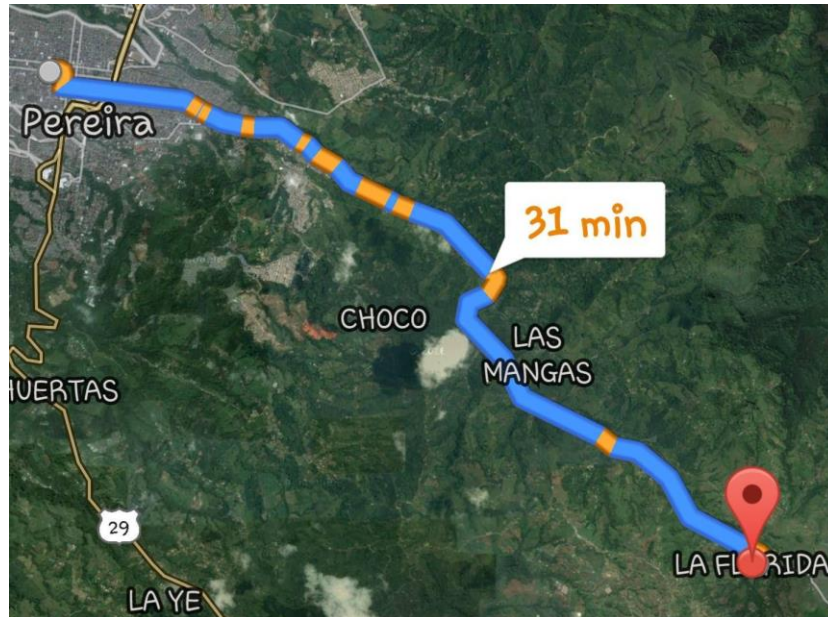 Pereira
31 min
CHOCO
LAS
MANGAS
HUERTAS
29
LA FLORIDA
LA YE